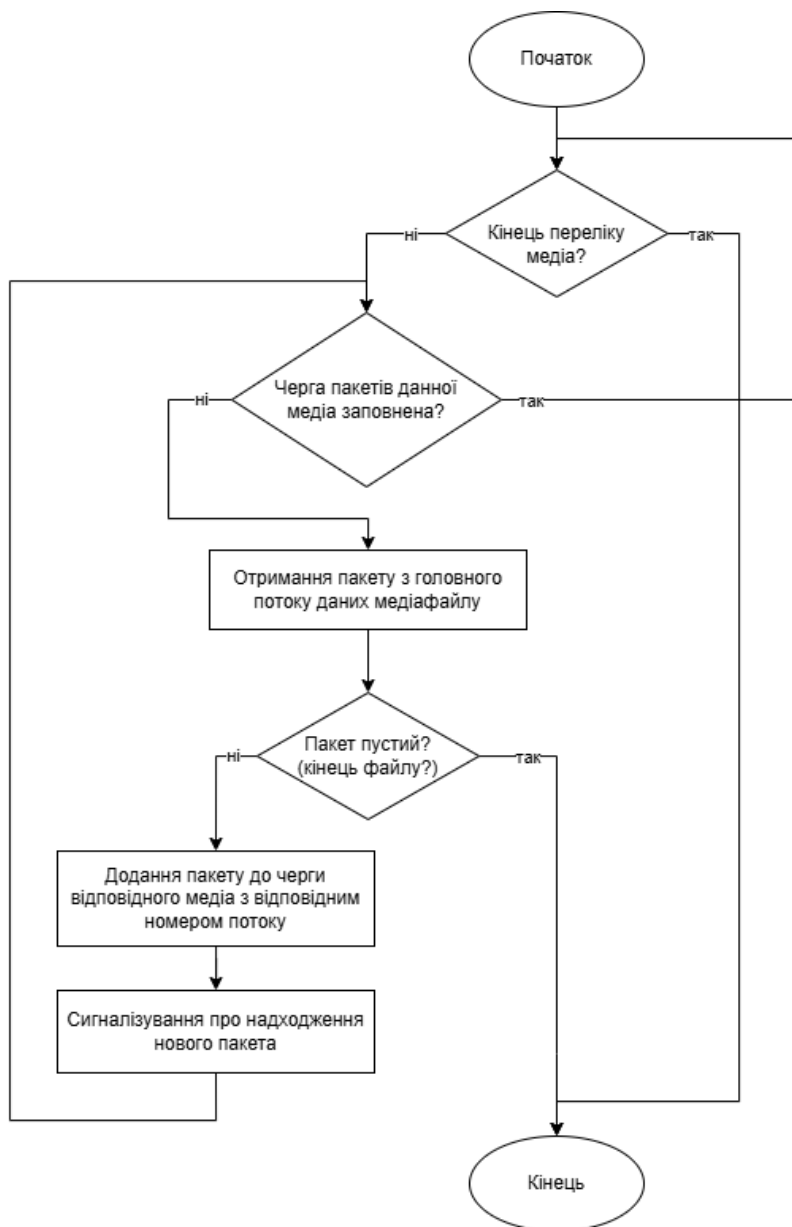 Початок
Кінець переліку
медіа?
ні
так
Черга пакетів данної
медіа заповнена?
ні
так
Отримання пакету з головного
потоку даних медіафайлу
Пакет пустий?
(кінець файлу?)
ні
так
Додання пакету до черги
відповідного медіа з відповідним
номером потоку
Сигналізування про надходження
нового пакета
Кінець